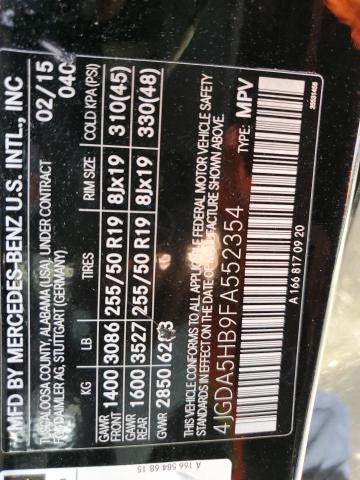 MFD BY MERCEDES-BENZ U.S. INTL., INC
TUSCALOOSA COUNTY, ALABAMA (USA), UNDER CONTRACT 02/15
FOR DAIMLER AG, STUTTGART (GERMANY) 040
KG LB TIRES RIM SIZE COLD KPA (PSI)
GAWR FRONT 1400 3086 255/50 R19 8Jx19 310(45)
GAWR REAR 1600 3527 255/50 R19 8Jx19 330(48)
GVWR 2850
THIS VEHICLE CONFORMS TO ALL APPLICABLE FEDERAL MOTOR VEHICLE SAFETY
STANDARDS IN EFFECT ON THE DATE OF MANUFACTURE SHOWN ABOVE.
4JGDA5HB9FA552354 TYPE: MPV
A 166 817 09 20
A 166 584 68 15